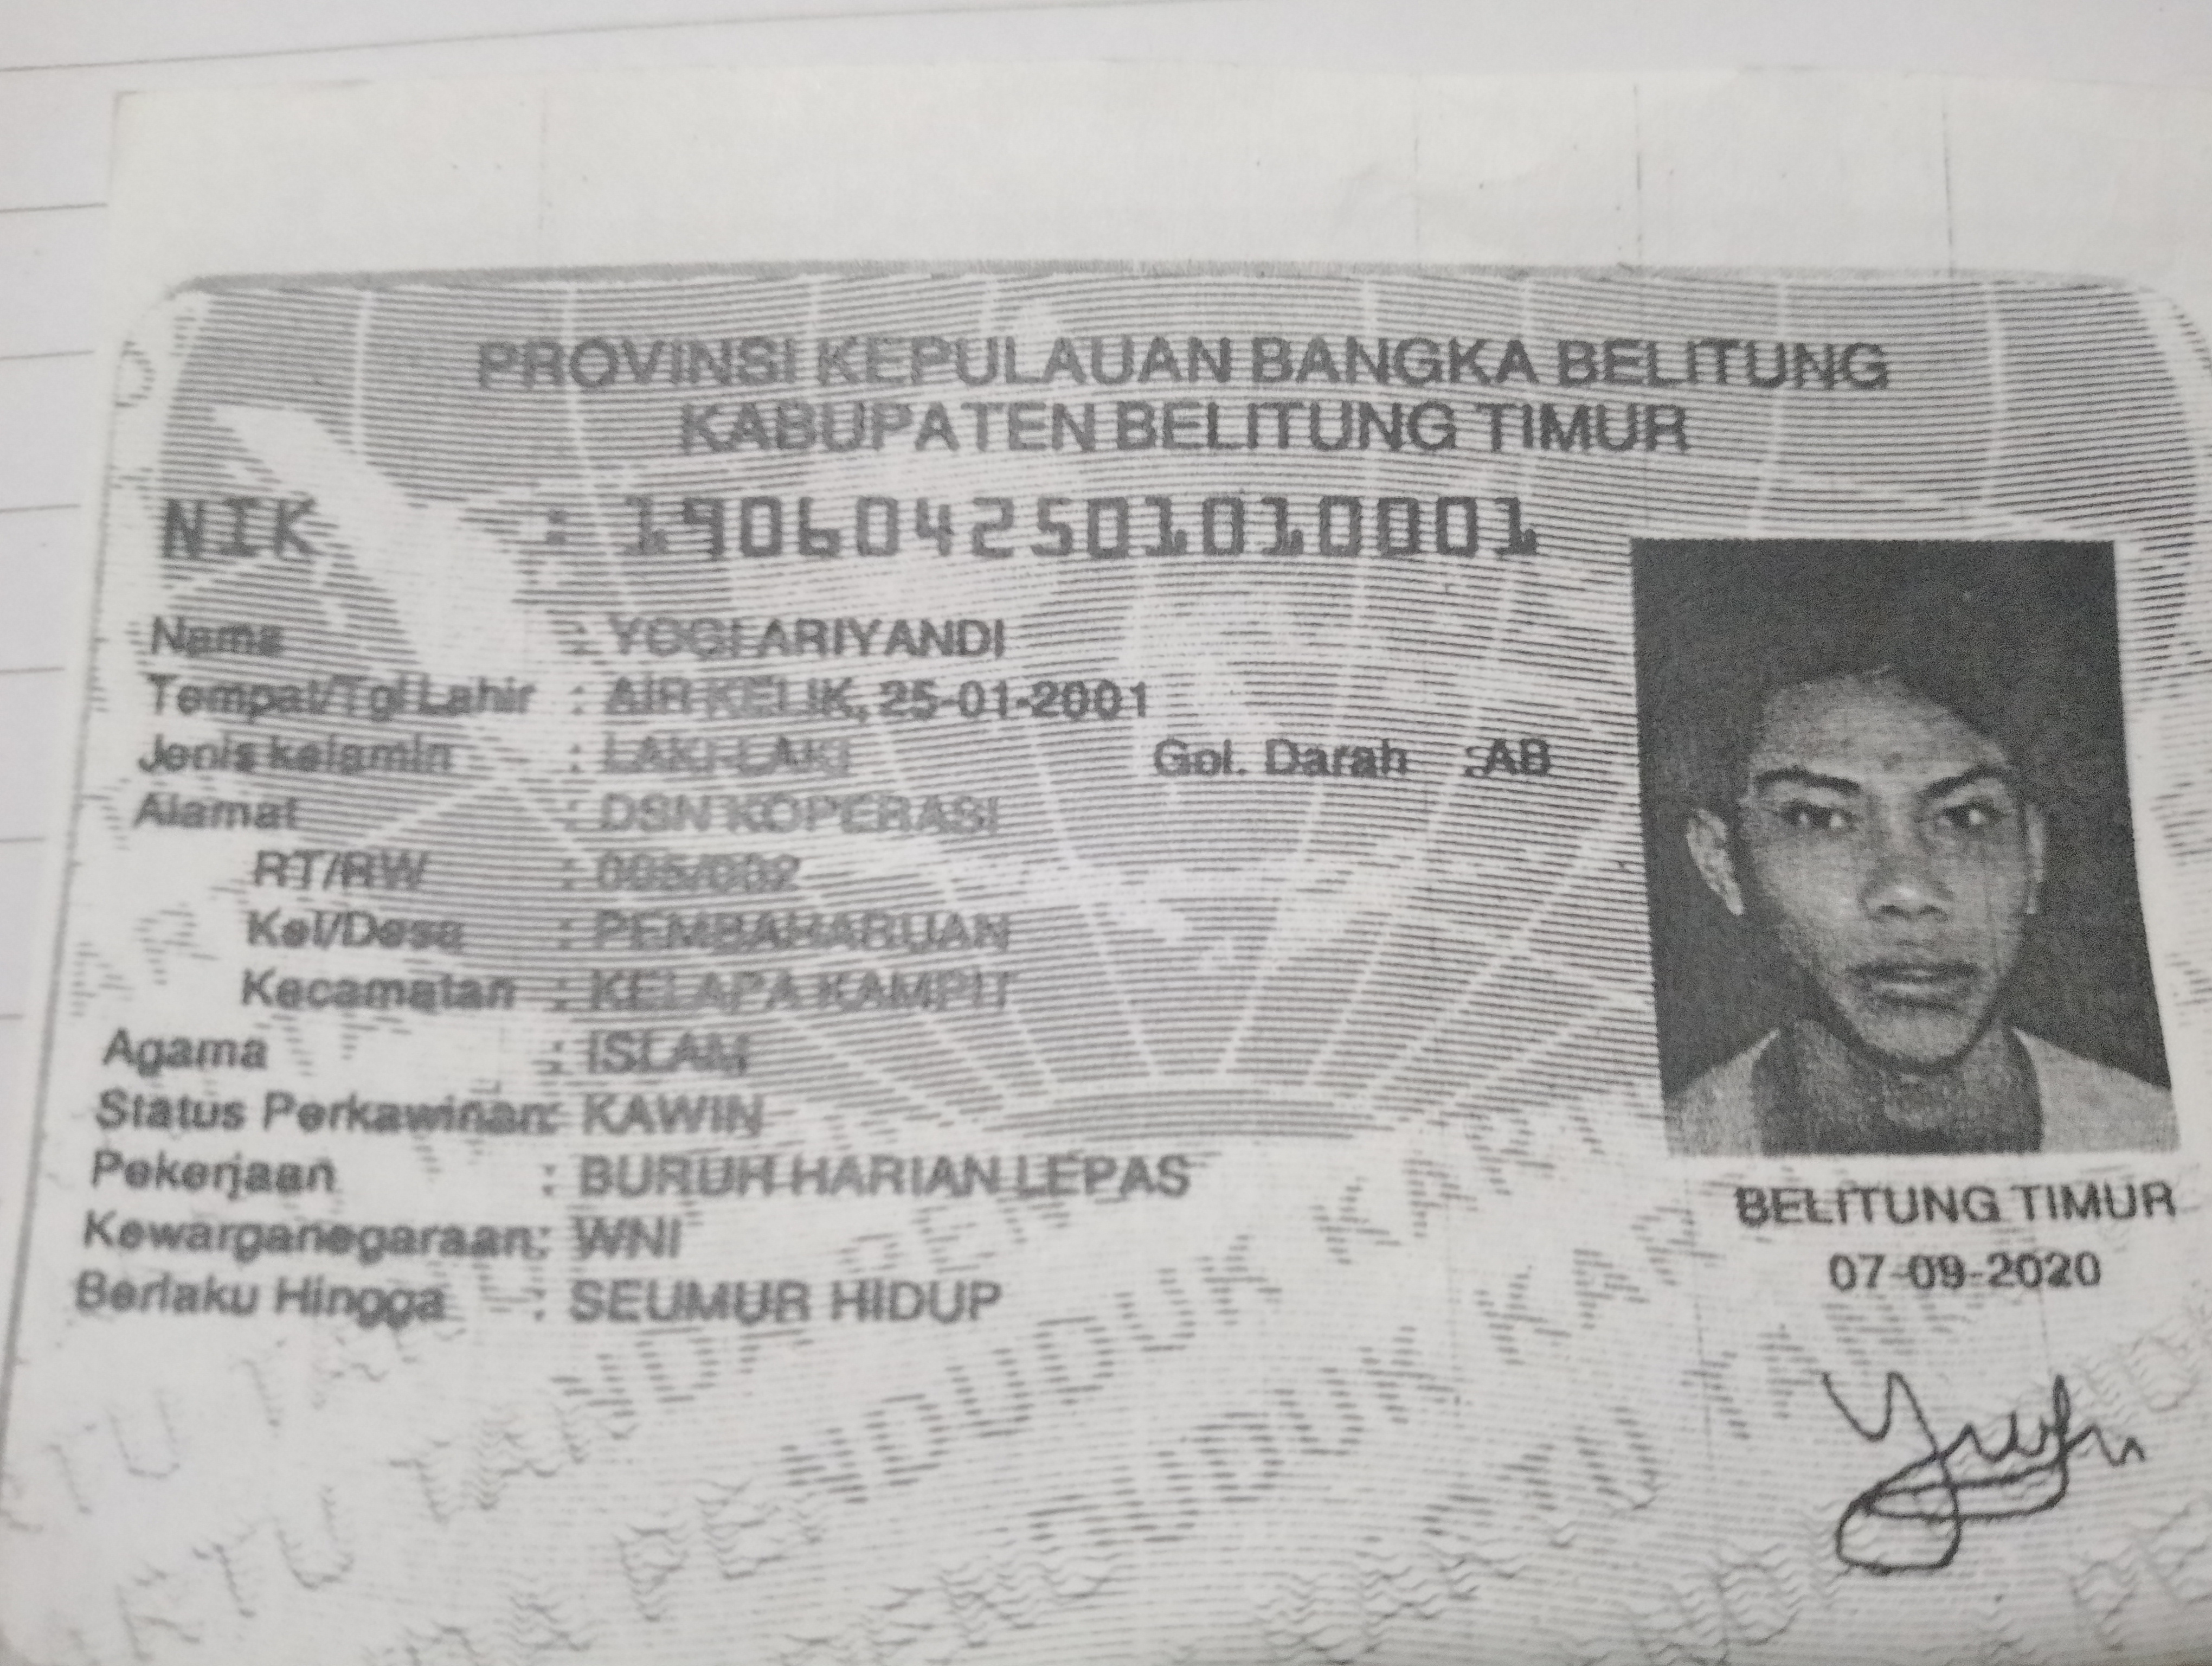 PROVINSI KEPULAUAN BANGKA BELITUNG
KABUPATEN BELITUNG TIMUR
NIK : 1906042501010001
Nama : YOGI ARIYANDI
Tempat/Tgl Lahir : AIR KELIK, 25-01-2001
Jenis kelamin : LAKI-LAKI Gol. Darah : AB
Alamat : DSN KOPERASI
RT/RW : 005/002
Kel/Desa : PEMBAHARUAN
Kecamatan : KELAPA KAMPIT
Agama : ISLAM
Status Perkawinan: KAWIN
Pekerjaan : BURUH HARIAN LEPAS
Kewarganegaraan: WNI
Berlaku Hingga : SEUMUR HIDUP
BELITUNG TIMUR
07-09-2020